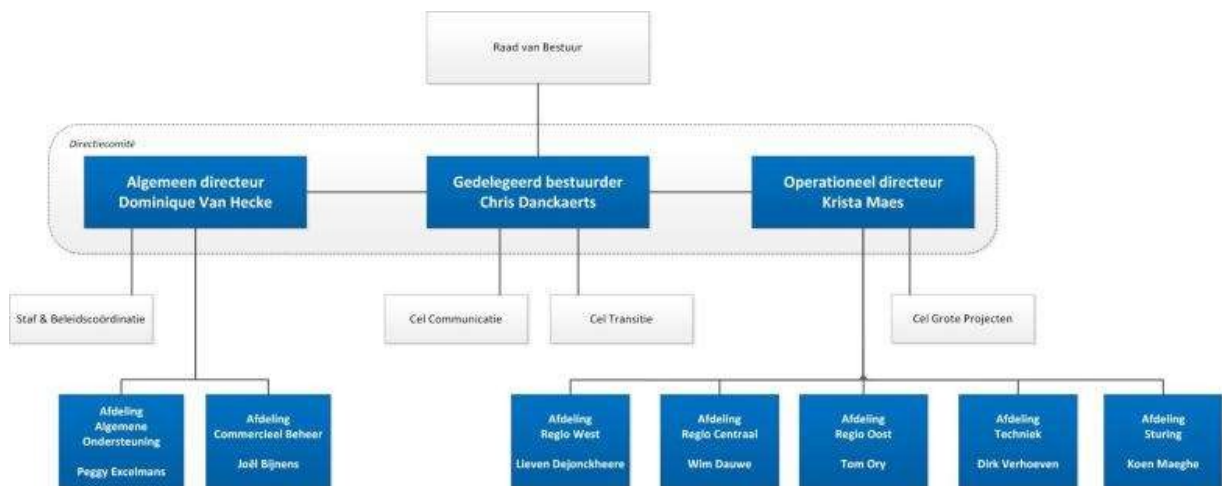 Raad van Bestuur
Directiecomité
Algemeen directeur
Dominique Van Hecke
Gedelegeerd bestuurder
Chris Danckaerts
Operationeel directeur
Krista Maes
Staf & Beleidscoördinatie
Cel Communicatie
Cel Transitie
Cel Grote Projecten
Afdeling
Algemene
Ondersteuning
Peggy Excelmans
Afdeling
Commercieel Beheer
Joël Bijnens
Afdeling
Regio West
Lieven Dejonckheere
Afdeling
Regio Centraal
Wim Dauwe
Afdeling
Regio Oost
Tom Ory
Afdeling
Techniek
Dirk Verhoeven
Afdeling
Sturing
Koen Maeghe